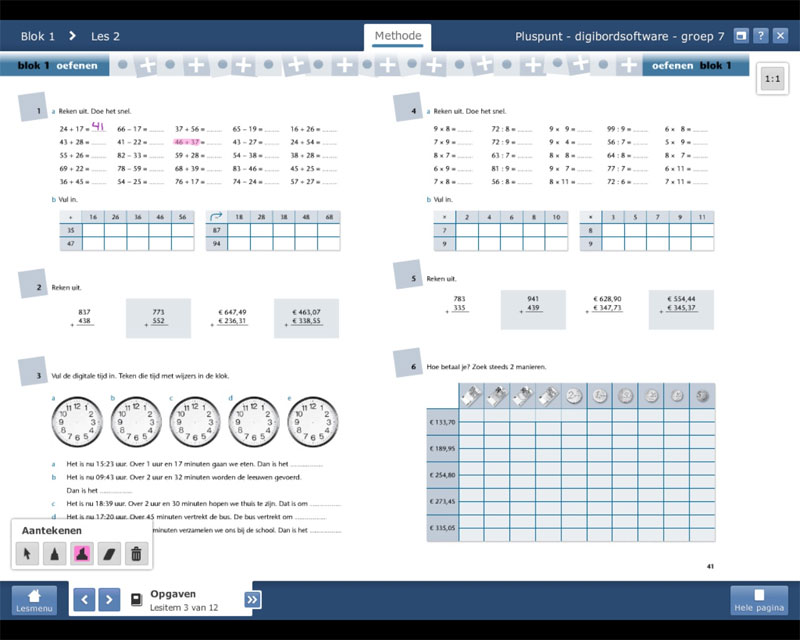 Blok 1 Les 2 Methode Pluspunt - digibordsoftware - groep 7 ?
blok 1 oefenen oefenen blok 1
1:1
1 a Reken uit. Doe het snel.
24 + 17 = 41 66 – 17 = 37 + 56 = 65 – 19 = 16 + 26 =
43 + 28 = 41 – 22 = 46 + 37 = 43 – 27 = 24 + 54 =
55 + 26 = 82 – 33 = 59 + 28 = 54 – 38 = 38 + 28 =
69 + 22 = 78 – 59 = 68 + 39 = 83 – 46 = 45 + 25 =
36 + 45 = 54 – 25 = 76 + 17 = 74 – 24 = 57 + 27 =
b Vul in.
+ 16 26 36 46 56
35
47
– 18 28 38 48 68
87
94
2 Reken uit.
837 773 € 647,49 € 463,07
+ 438 + 552 + € 236,31 + € 338,55
3 Vul de digitale tijd in. Teken die tijd met wijzers in de klok.
a b c d e
a Het is nu 15:23 uur. Over 1 uur en 17 minuten gaan we eten. Dan is het
b Het is nu 09:43 uur. Over 2 uur en 32 minuten worden de leeuwen gevoerd.
Dan is het
c Het is nu 18:39 uur. Over 2 uur en 30 minuten hopen we thuis te zijn. Dat is om
d Het is nu 17:20 uur. Over 45 minuten vertrekt de bus. De bus vertrekt om
minuten verzamelen we ons bij de school. Dan is het
4 a Reken uit. Doe het snel.
9 × 8 = 72 : 8 = 9 × 9 = 99 : 9 = 6 × 8 =
7 × 9 = 72 : 9 = 9 × 4 = 56 : 7 = 5 × 9 =
8 × 7 = 63 : 7 = 8 × 8 = 64 : 8 = 8 × 7 =
6 × 9 = 81 : 9 = 9 × 7 = 77 : 7 = 6 × 11 =
7 × 8 = 56 : 8 = 8 × 11 = 72 : 6 = 7 × 11 =
b Vul in.
× 2 4 6 8 10
7
9
× 3 5 7 9 11
8
9
5 Reken uit.
783 941 € 628,90 € 554,44
+ 335 + 439 + € 347,73 + € 345,37
6 Hoe betaal je? Zoek steeds 2 manieren.
€ 133,70
€ 189,95
€ 254,80
€ 273,45
€ 335,05
41
Aantekenen
Lesmenu
Opgaven
Lesitem 3 van 12
Hele pagina